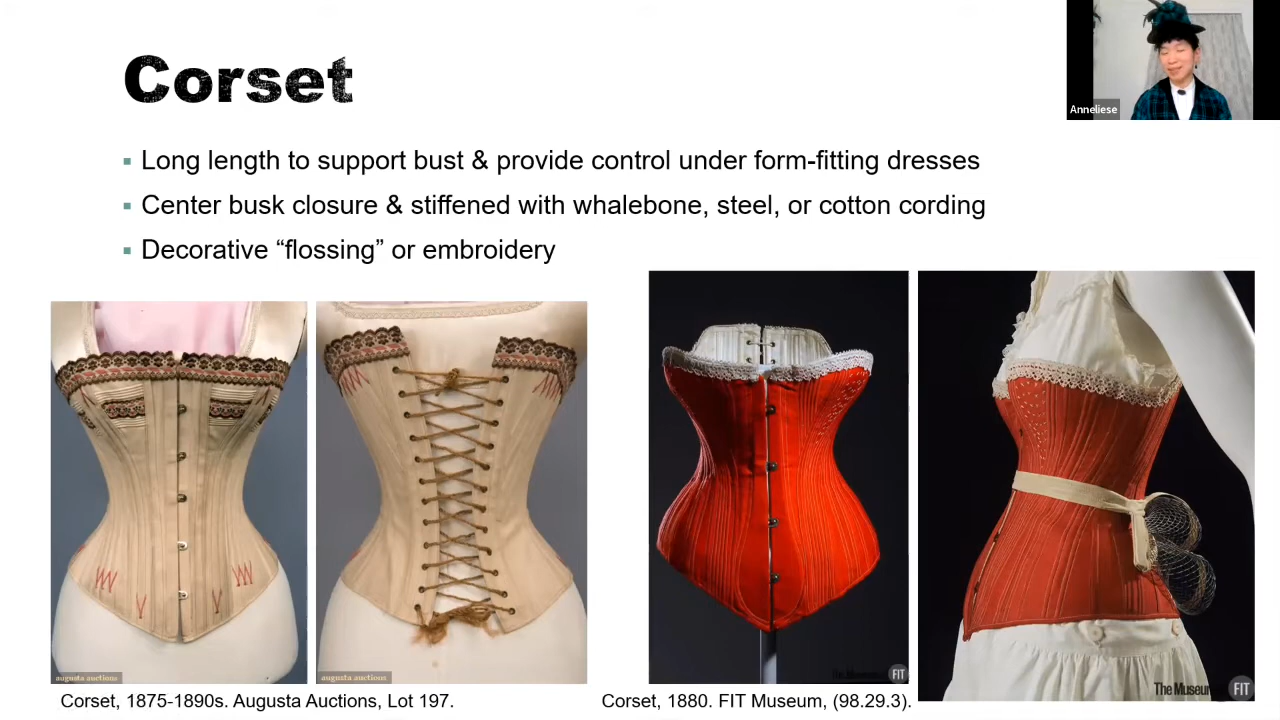 Corset
Anneliese
▪ Long length to support bust & provide control under form-fitting dresses
▪ Center busk closure & stiffened with whalebone, steel, or cotton cording
▪ Decorative “flossing” or embroidery
augusta auctions
augusta auctions
The Museum FIT
FIT
Corset, 1875-1890s. Augusta Auctions, Lot 197.
Corset, 1880. FIT Museum, (98.29.3).